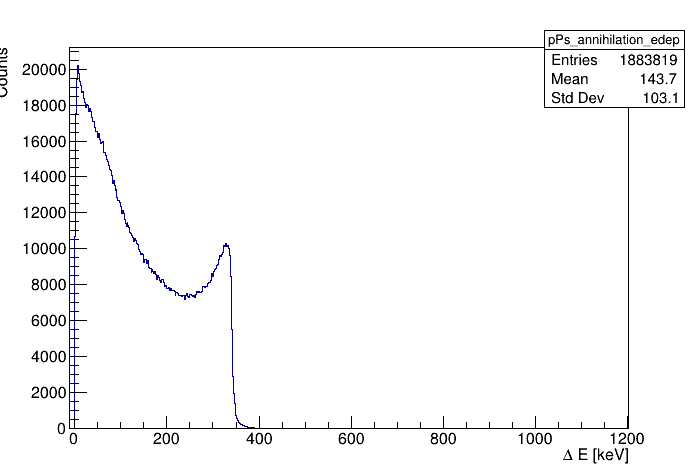 pPs_annihilation_edep
Entries 1883819
Mean 143.7
Std Dev 103.1
Counts
20000
18000
16000
14000
12000
10000
8000
6000
4000
2000
0
0 200 400 600 800 1000 1200
Δ E [keV]